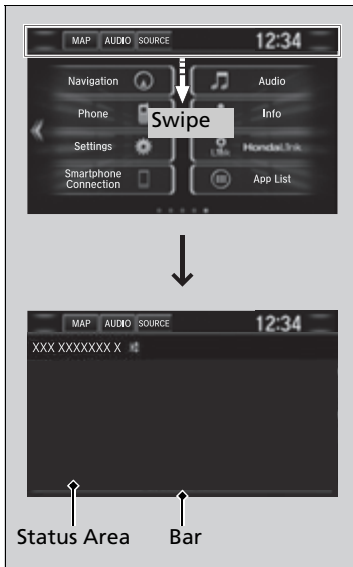 MAP AUDIO SOURCE 12:34
Navigation Audio
Phone Info
Swipe
Settings Link HondaLink
Smartphone
Connection App List
MAP AUDIO SOURCE 12:34
XXX XXXXXXX X
Status Area Bar